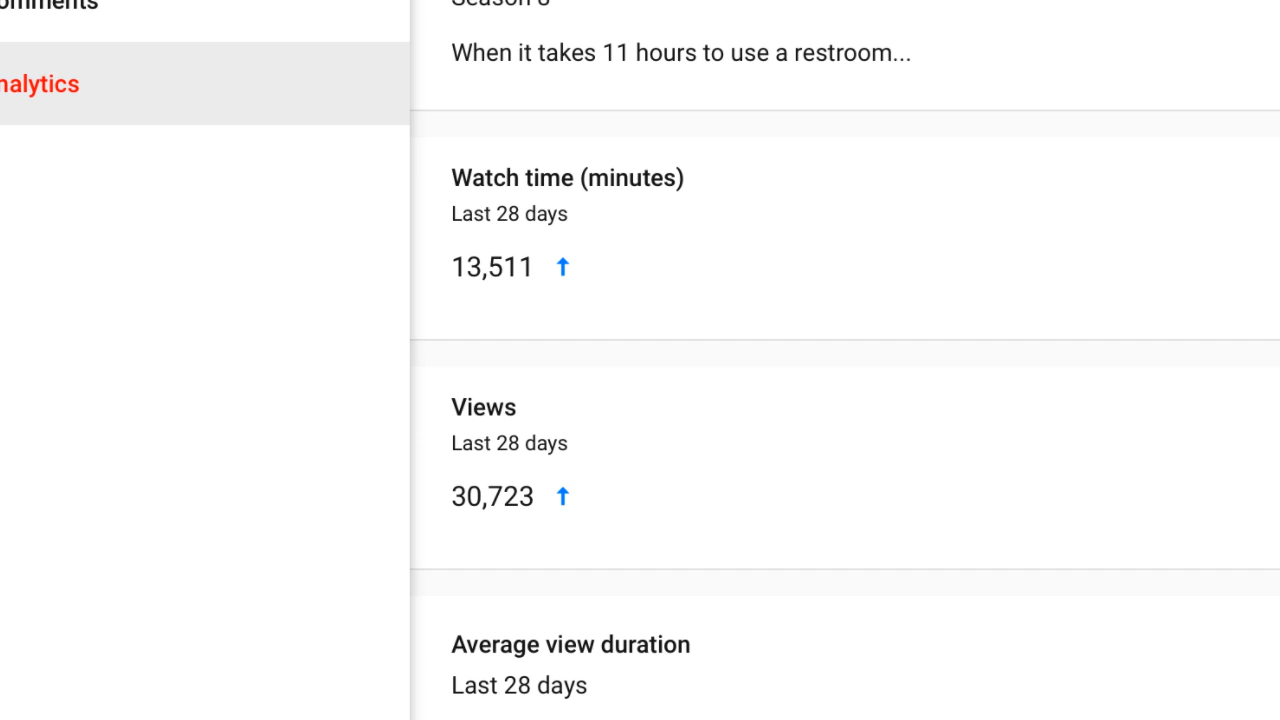 Analytics
When it takes 11 hours to use a restroom...
Watch time (minutes)
Last 28 days
13,511
Views
Last 28 days
30,723
Average view duration
Last 28 days